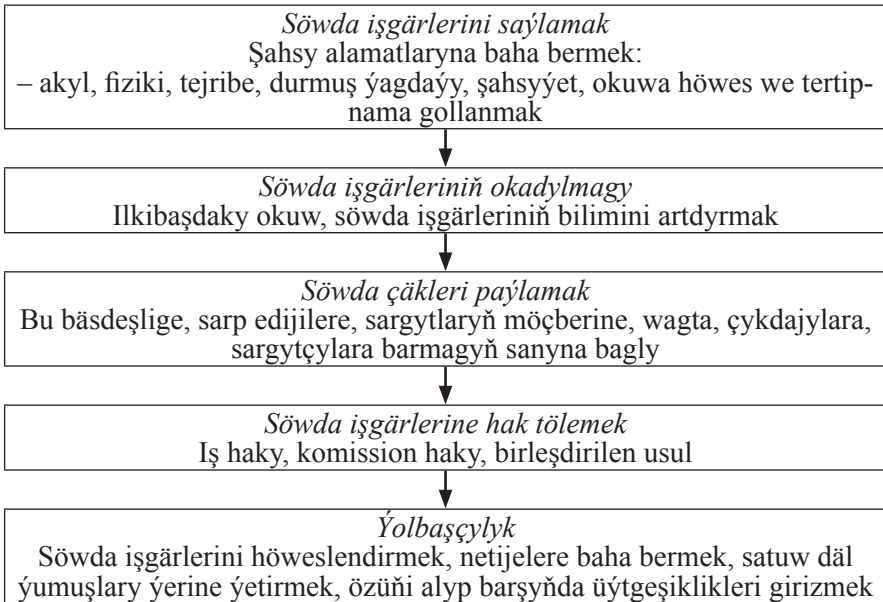 Söwda işgärlerini saýlamak
Şahsy alamatlaryna baha bermek:
– akyl, fiziki, tejribe, durmuş ýagdaýy, şahsyýet, okuwa höwes we tertip-
nama gollanmak
Söwda işgärleriniň okadylmagy
Ilkibaşdaky okuw, söwda işgärleriniň bilimini artdyrmak
Söwda çäkleri paýlamak
Bu bäsdeşlige, sarp edijilere, sargytlaryň möçberine, wagta, çykdajylara,
sargytçylara barmagyň sanyna bagly
Söwda işgärlerine hak tölemek
Iş haky, komission haky, birleşdirilen usul
Ýolbaşçylyk
Söwda işgärlerini höweslendirmek, netijelere baha bermek, satuw däl
ýumuşlary ýerine ýetirmek, özüňi alyp barşyňda üýtgeşiklikleri girizmek